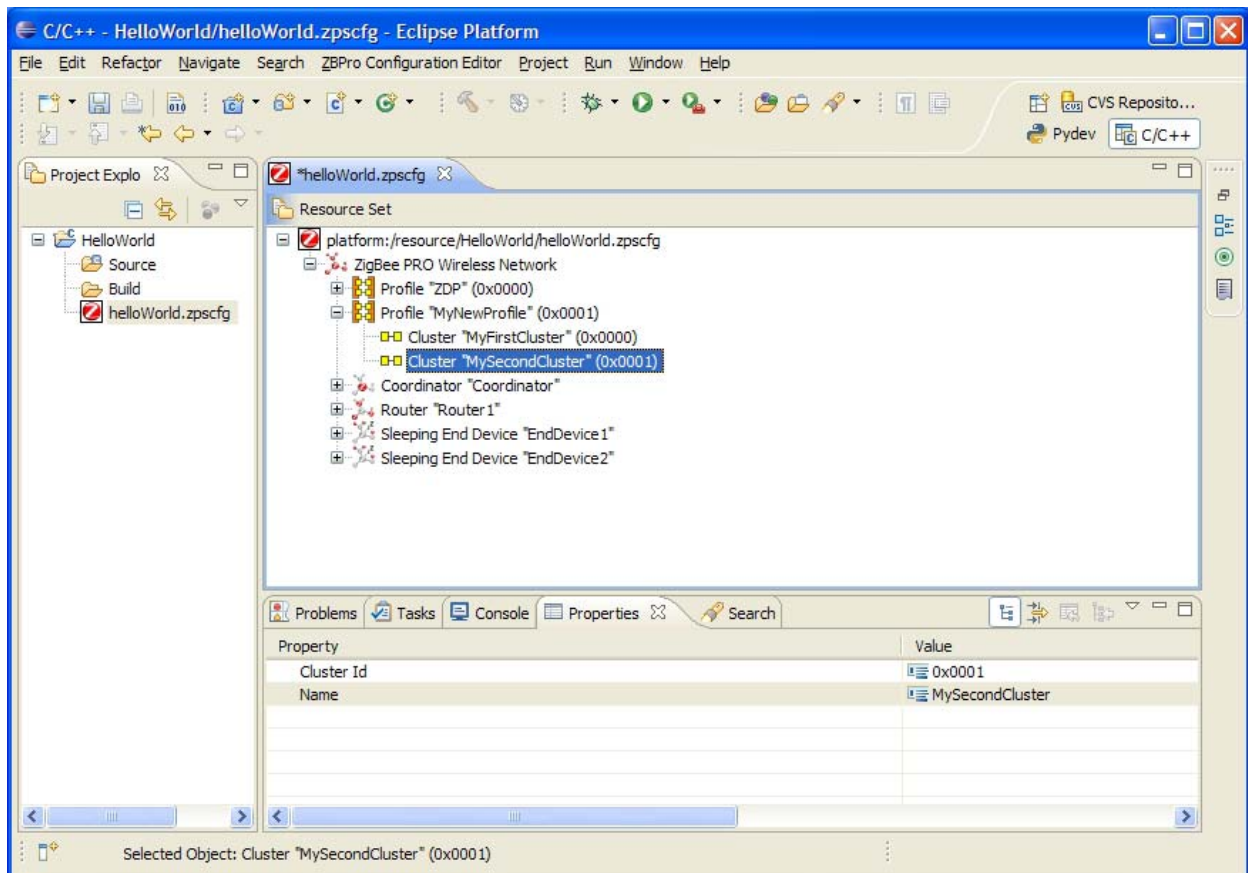 C/C++ - HelloWorld/helloWorld.zpscfg - Eclipse Platform
File Edit Refactor Navigate Search ZBPro Configuration Editor Project Run Window Help
CVS Reposito...
Pydev C/C++
Project Explo
*helloWorld.zpscfg
Resource Set
HelloWorld
Source
Build
helloWorld.zpscfg
platform:/resource/HelloWorld/helloWorld.zpscfg
ZigBee PRO Wireless Network
Profile "ZDP" (0x0000)
Profile "MyNewProfile" (0x0001)
Cluster "MyFirstCluster" (0x0000)
Cluster "MySecondCluster" (0x0001)
Coordinator "Coordinator"
Router "Router1"
Sleeping End Device "EndDevice1"
Sleeping End Device "EndDevice2"
Problems Tasks Console Properties Search
Property Value
Cluster Id 0x0001
Name MySecondCluster
Selected Object: Cluster "MySecondCluster" (0x0001)